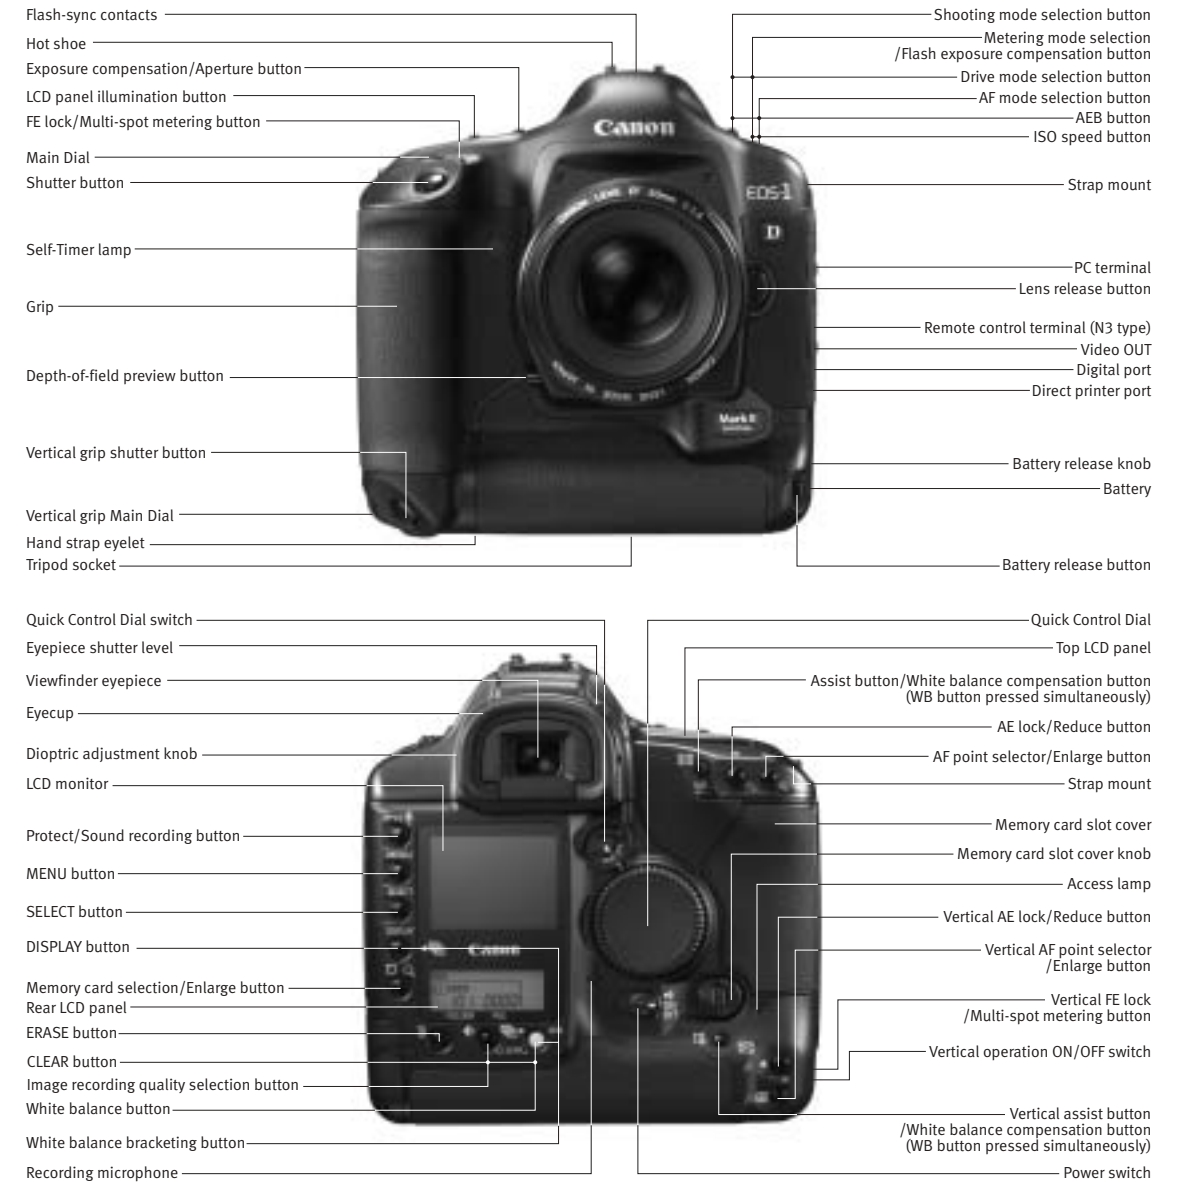 Flash-sync contacts
Hot shoe
Exposure compensation/Aperture button
LCD panel illumination button
FE lock/Multi-spot metering button
Main Dial
Shutter button
Self-Timer lamp
Grip
Depth-of-field preview button
Vertical grip shutter button
Vertical grip Main Dial
Hand strap eyelet
Tripod socket
Canon
EOS-1
D
Mark II
Shooting mode selection button
Metering mode selection
/Flash exposure compensation button
Drive mode selection button
AF mode selection button
AEB button
ISO speed button
Strap mount
PC terminal
Lens release button
Remote control terminal (N3 type)
Video OUT
Digital port
Direct printer port
Battery release knob
Battery
Battery release button
Quick Control Dial switch
Eyepiece shutter level
Viewfinder eyepiece
Eyecup
Dioptric adjustment knob
LCD monitor
Protect/Sound recording button
MENU button
SELECT button
DISPLAY button
Memory card selection/Enlarge button
Rear LCD panel
ERASE button
CLEAR button
Image recording quality selection button
White balance button
White balance bracketing button
Recording microphone
Canon
Quick Control Dial
Top LCD panel
Assist button/White balance compensation button
(WB button pressed simultaneously)
AE lock/Reduce button
AF point selector/Enlarge button
Strap mount
Memory card slot cover
Memory card slot cover knob
Access lamp
Vertical AE lock/Reduce button
Vertical AF point selector
/Enlarge button
Vertical FE lock
/Multi-spot metering button
Vertical operation ON/OFF switch
Vertical assist button
/White balance compensation button
(WB button pressed simultaneously)
Power switch